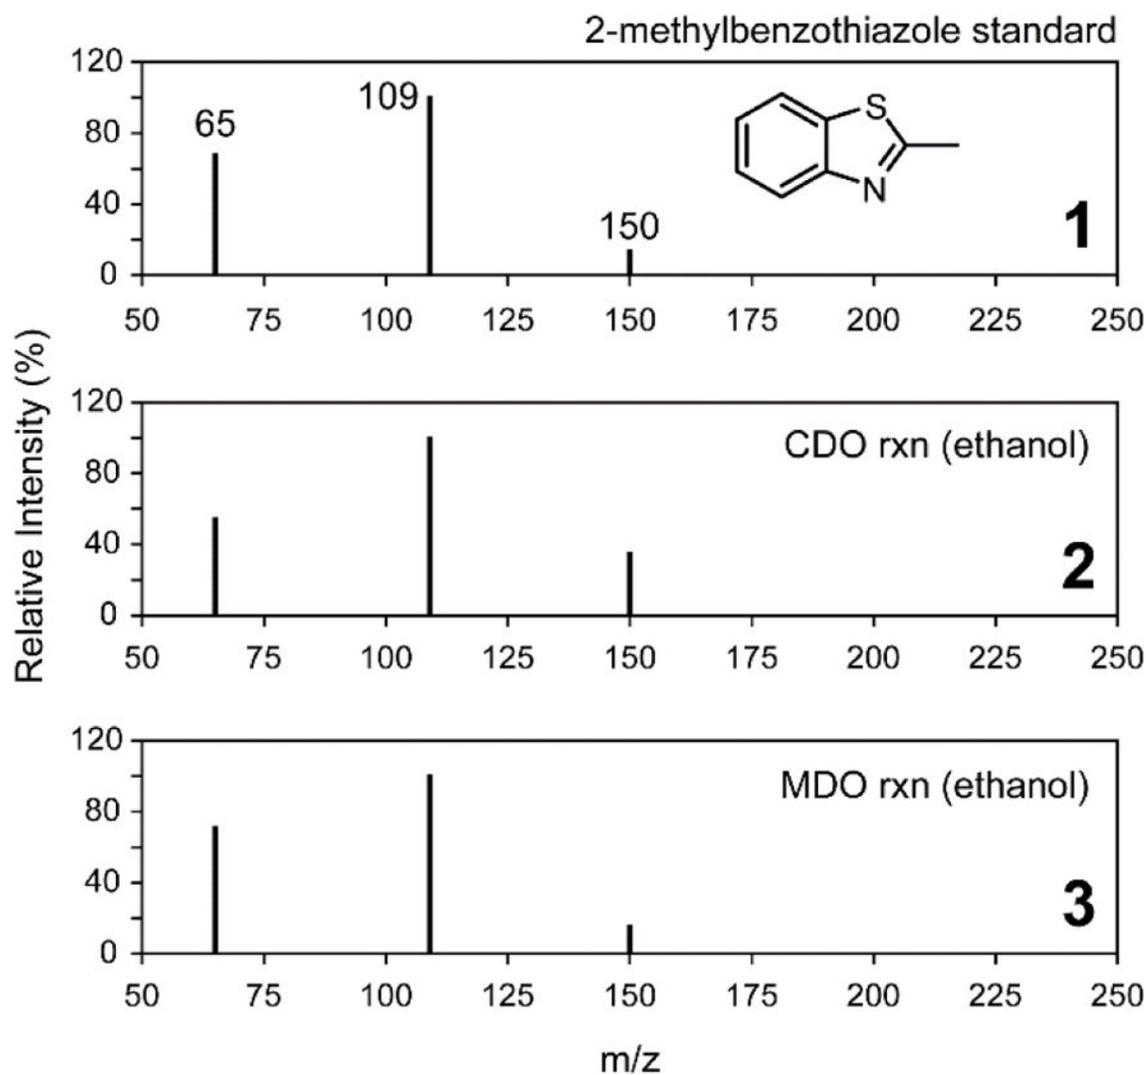 2-methylbenzothiazole standard
120
80
40
0
65
109
150
S
N
1
50 75 100 125 150 175 200 225 250
Relative Intensity (%)
120
80
40
0
CDO rxn (ethanol)
2
50 75 100 125 150 175 200 225 250
120
80
40
0
MDO rxn (ethanol)
3
50 75 100 125 150 175 200 225 250
m/z